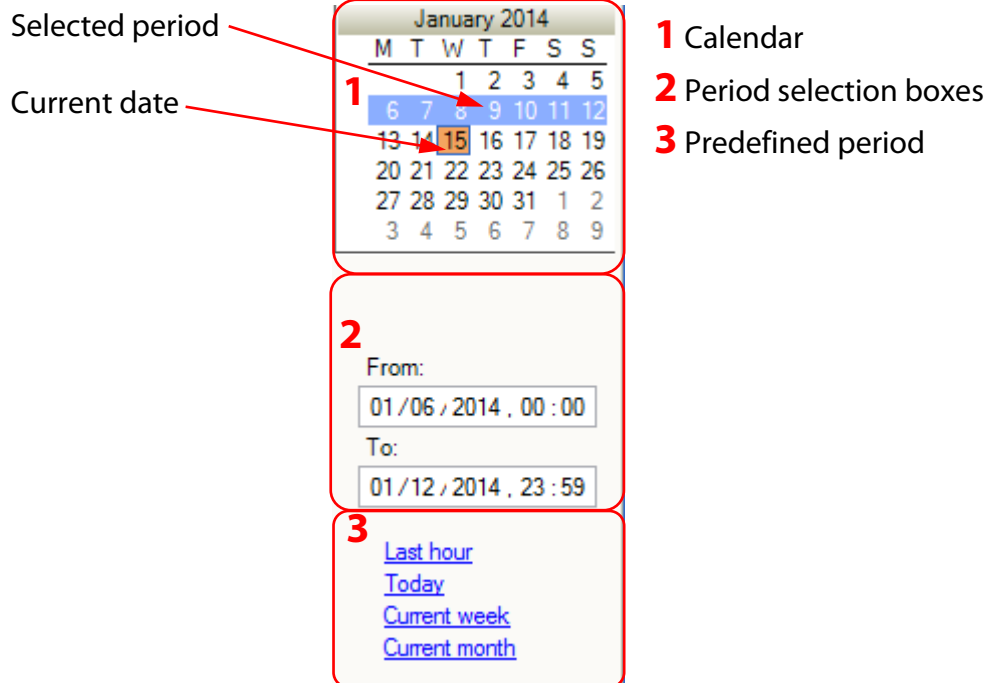 Selected period
Current date
January 2014
M T W T F S S
1 2 3 4 5
6 7 8 9 10 11 12
13 14 15 16 17 18 19
20 21 22 23 24 25 26
27 28 29 30 31 1 2
3 4 5 6 7 8 9
1
2
From:
01/06/2014, 00:00
To:
01/12/2014, 23:59
3
Last hour
Today
Current week
Current month
1 Calendar
2 Period selection boxes
3 Predefined period